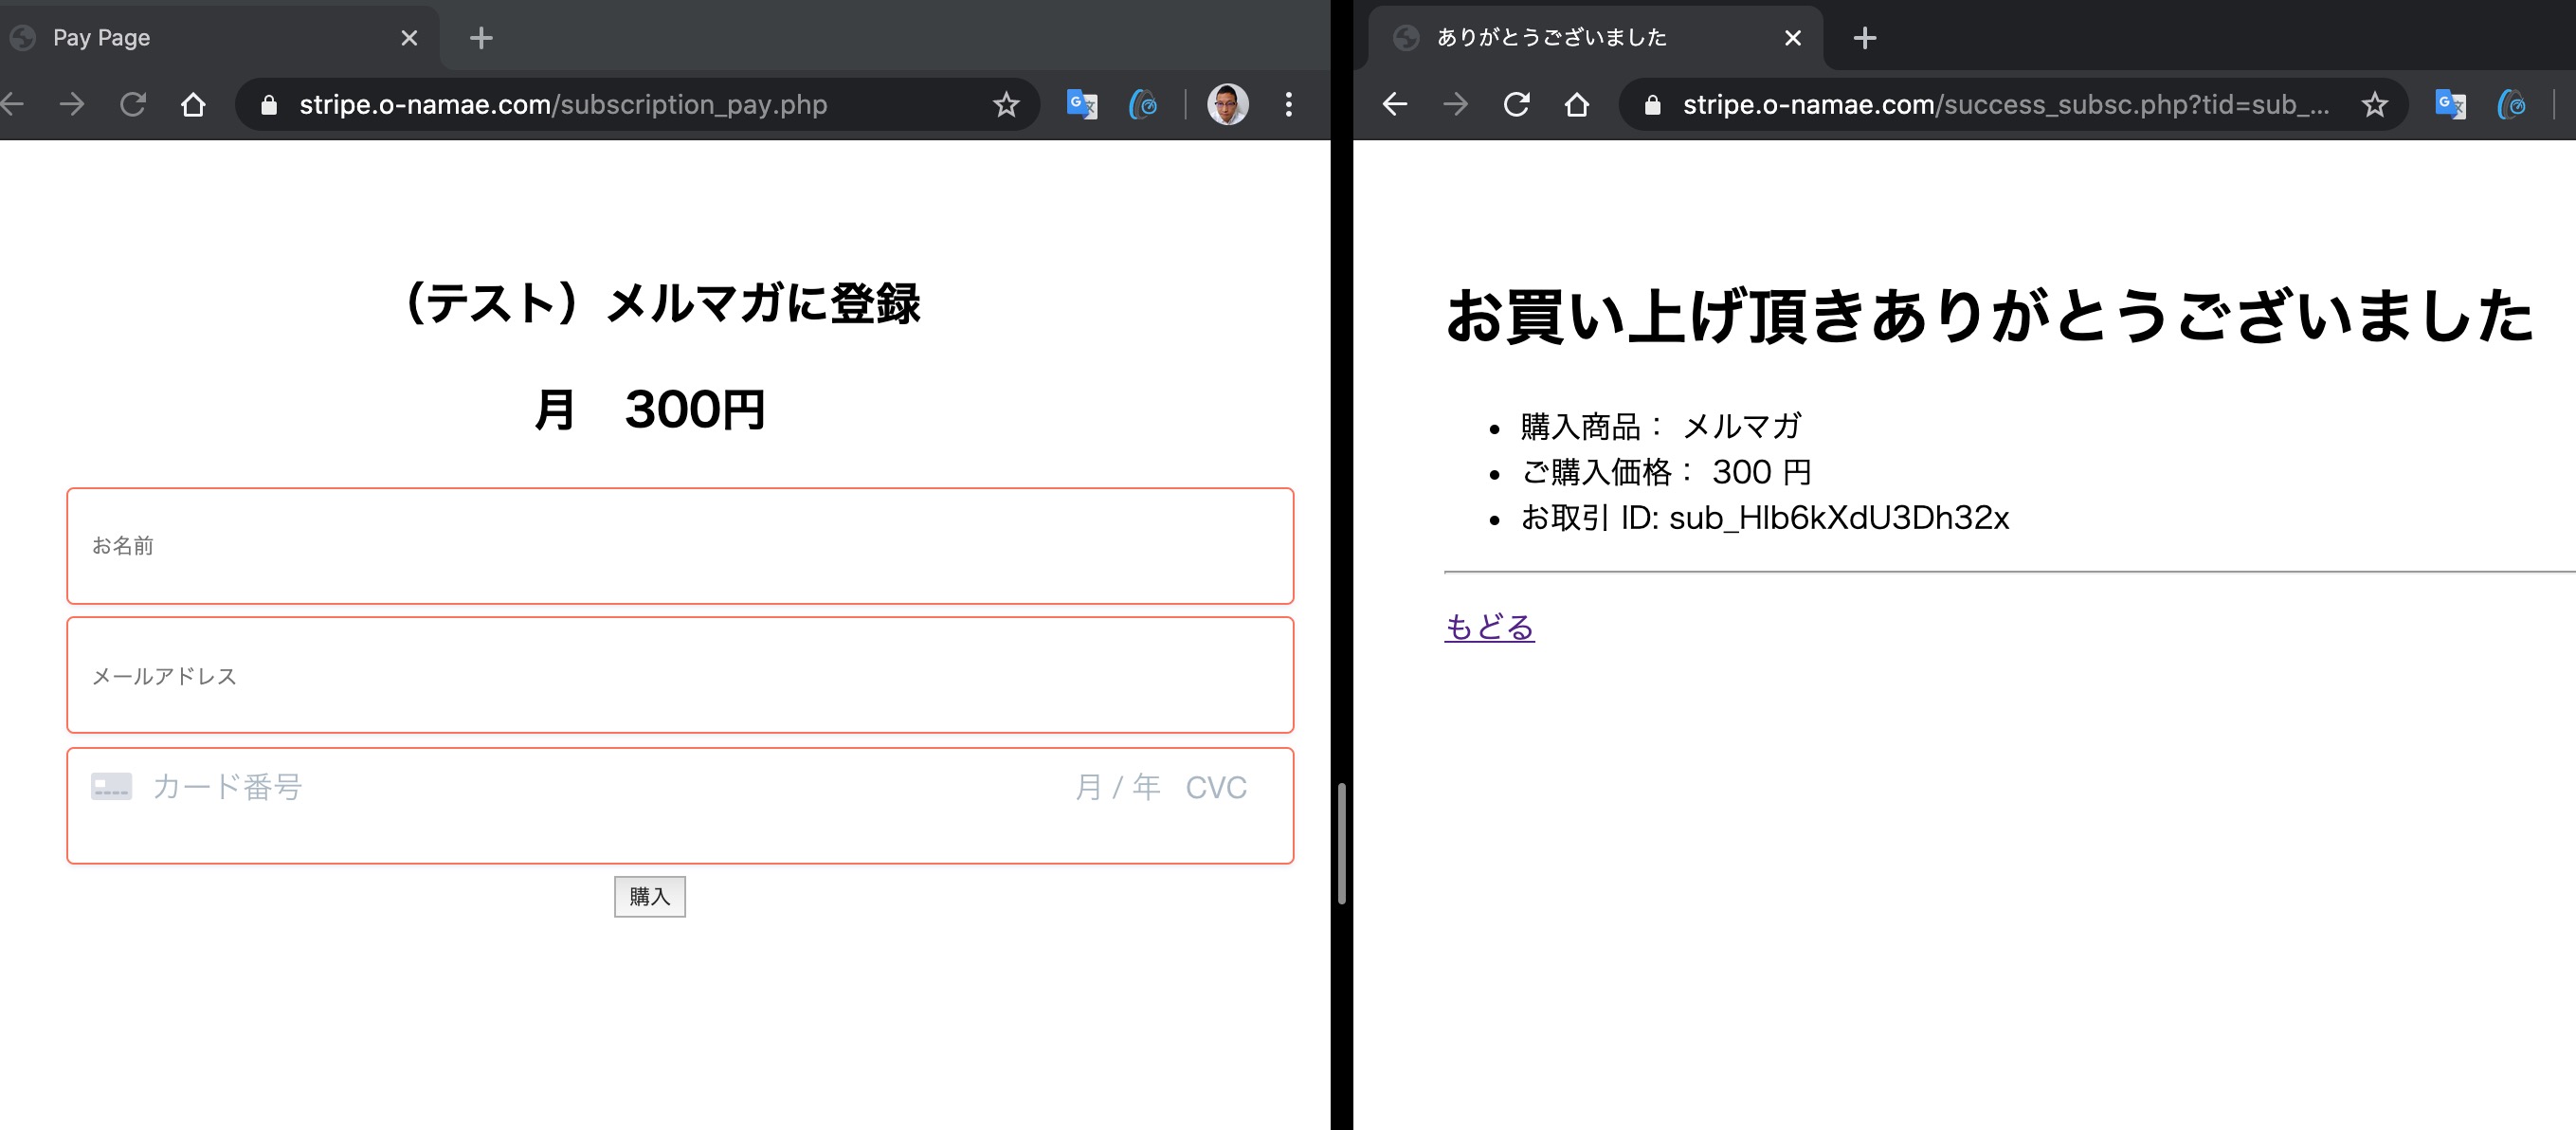 Pay Page
stripe.o-namae.com/subscription_pay.php
（テスト）メルマガに登録
月　300円
お名前
メールアドレス
カード番号 月 / 年 CVC
購入
ありがとうございました
stripe.o-namae.com/success_subsc.php?tid=sub_...
お買い上げ頂きありがとうございました
• 購入商品： メルマガ
• ご購入価格： 300 円
• お取引 ID: sub_HIb6kXdU3Dh32x
もどる